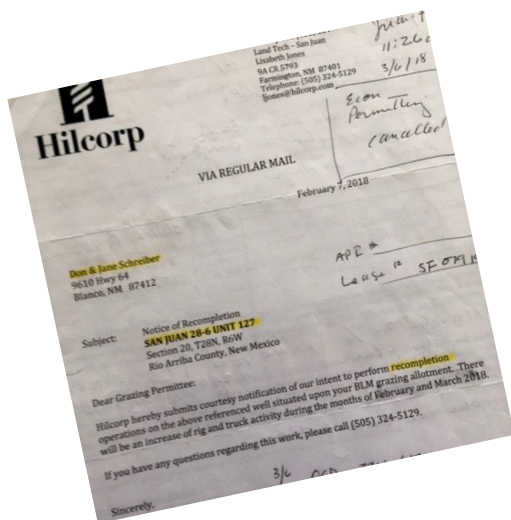 Hilcorp
Land Tech - San Juan
Lisabeth Jones
9A CR 5793
Farmington, NM 87401
Telephone: (505) 324-5129
ljones@hilcorp.com
11:26
3/6/18
Econ
Permitting
cancelled
VIA REGULAR MAIL
February 7, 2018
API #
Lease # SF 079
Don & Jane Schreiber
9610 Hwy 64
Blanco, NM 87412
Subject: Notice of Recompletion
SAN JUAN 28-6 UNIT 127
Section 20, T28N, R6W
Rio Arriba County, New Mexico
Dear Grazing Permittee:
Hilcorp hereby submits courtesy notification of our intent to perform recompletion
operations on the above referenced well situated upon your BLM grazing allotment. There
will be an increase of rig and truck activity during the months of February and March 2018.
If you have any questions regarding this work, please call (505) 324-5129.
3/6
Sincerely,